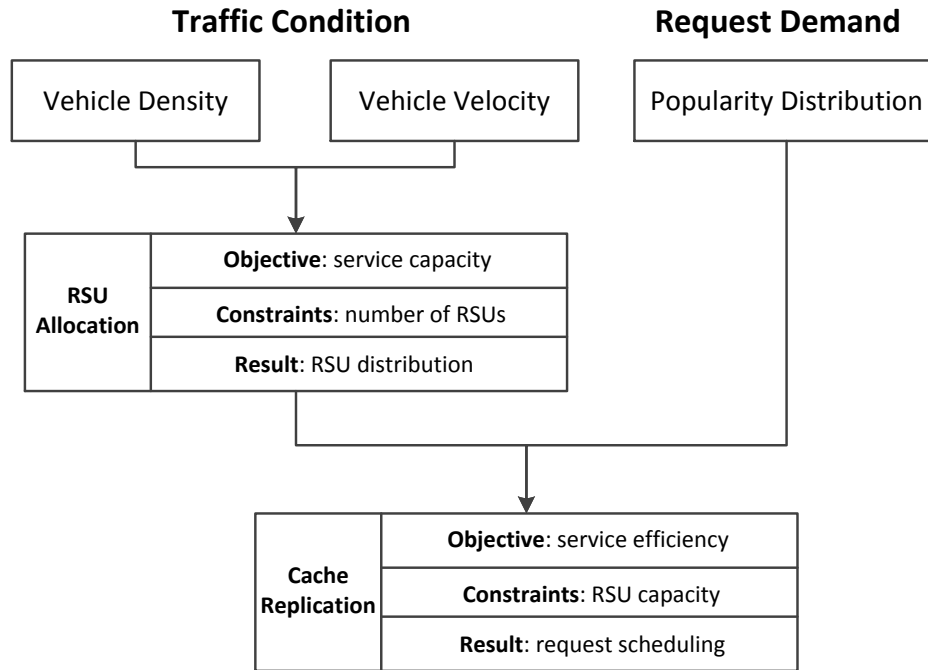 Traffic Condition
Request Demand
Vehicle Density
Vehicle Velocity
Popularity Distribution
RSU
Allocation
Objective: service capacity
Constraints: number of RSUs
Result: RSU distribution
Cache
Replication
Objective: service efficiency
Constraints: RSU capacity
Result: request scheduling